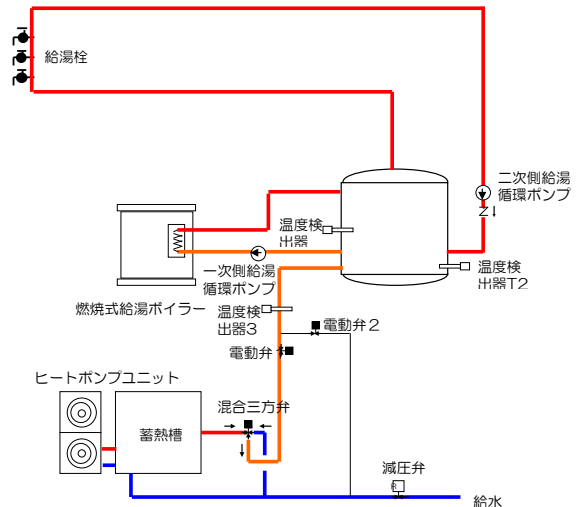 給湯栓
二次側給湯
循環ポンプ
温度検
出器
温度検
出器T2
一次側給湯
循環ポンプ
燃焼式給湯ボイラー
温度検
出器3
電動弁2
電動弁1
ヒートポンプユニット
混合三方弁
蓄熱槽
減圧弁
R
給水